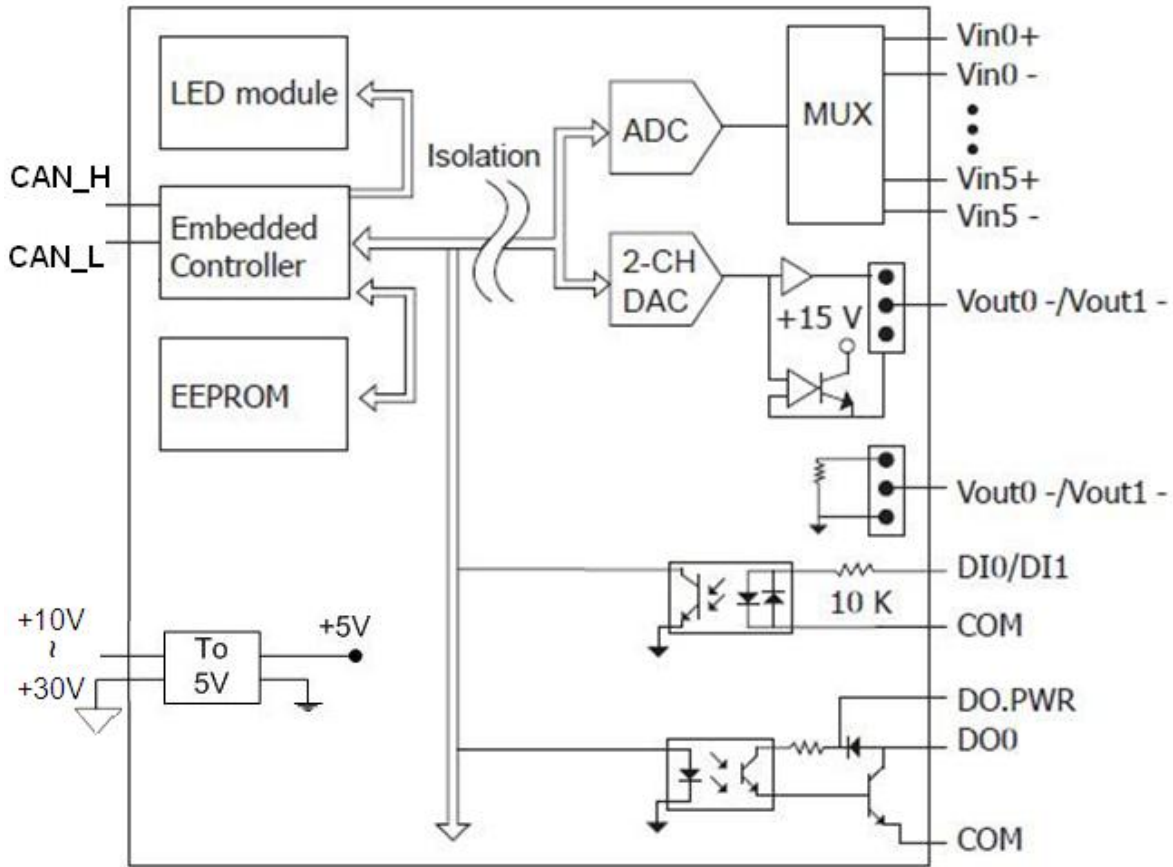 LED module
CAN_H
CAN_L
Embedded
Controller
EEPROM
Isolation
ADC
MUX
Vin0+
Vin0 -
Vin5+
Vin5 -
2-CH
DAC
+15 V
Vout0 -/Vout1 -
Vout0 -/Vout1 -
DI0/DI1
10 K
COM
+10V
~
+30V
To
5V
+5V
DO.PWR
DO0
COM